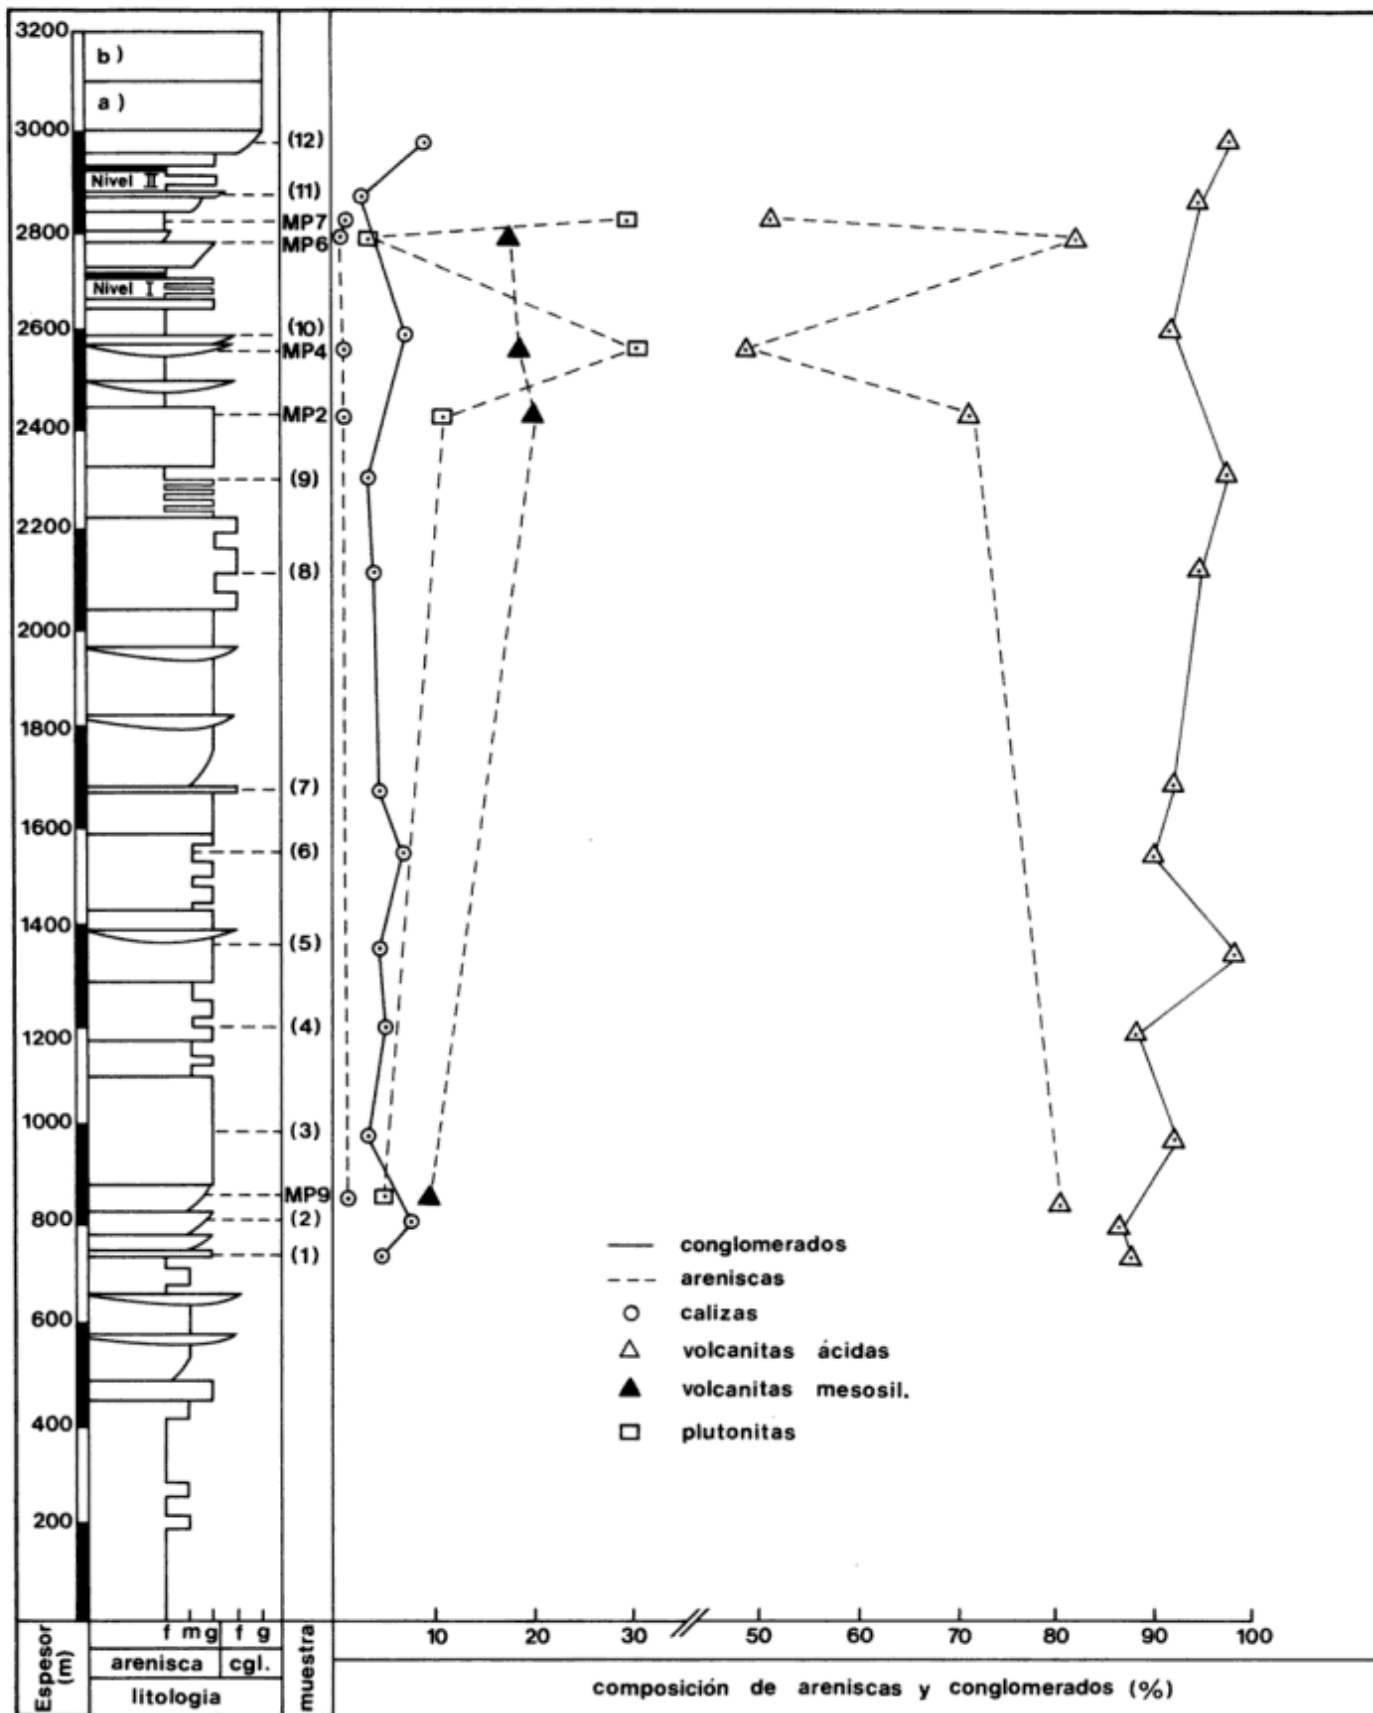 3200
b)
a)
3000
(12)
Nivel II
(11)
MP7
2800
MP6
Nivel I
2600
(10)
MP4
MP2
2400
(9)
2200
(8)
2000
1800
(7)
1600
(6)
1400
(5)
1200
(4)
1000
(3)
MP9
800
(2)
(1)
conglomerados
areniscas
600
calizas
volcanitas ácidas
volcanitas mesosil.
400
plutonitas
200
f m g f g
10 20 30 50 60 70 80 90 100
Espesor (m)
arenisca cgl.
litologia
muestra
composición de areniscas y conglomerados (%)